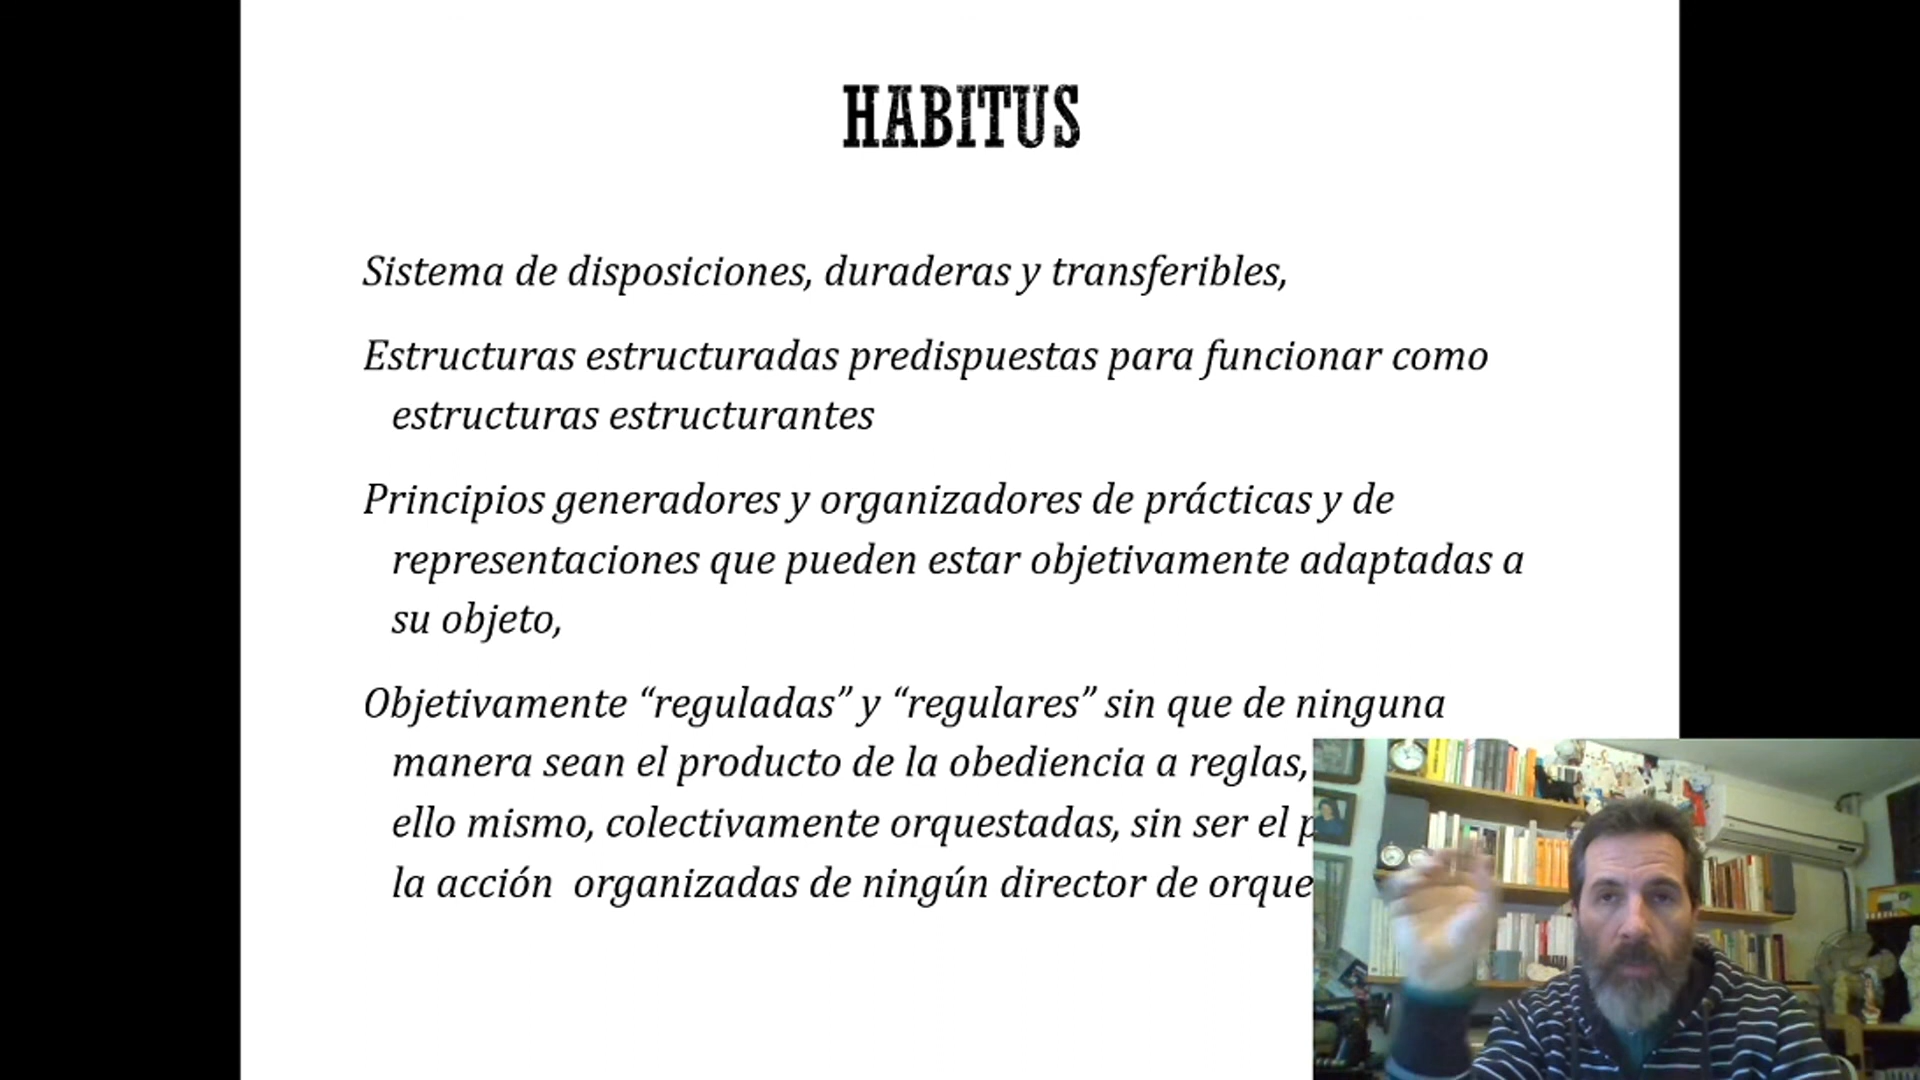 HABITUS
Sistema de disposiciones, duraderas y transferibles,
Estructuras estructuradas predispuestas para funcionar como
estructuras estructurantes
Principios generadores y organizadores de prácticas y de
representaciones que pueden estar objetivamente adaptadas a
su objeto,
Objetivamente “reguladas” y “regulares” sin que de ninguna
manera sean el producto de la obediencia a reglas,
ello mismo, colectivamente orquestadas, sin ser el
la acción  organizadas de ningún director de